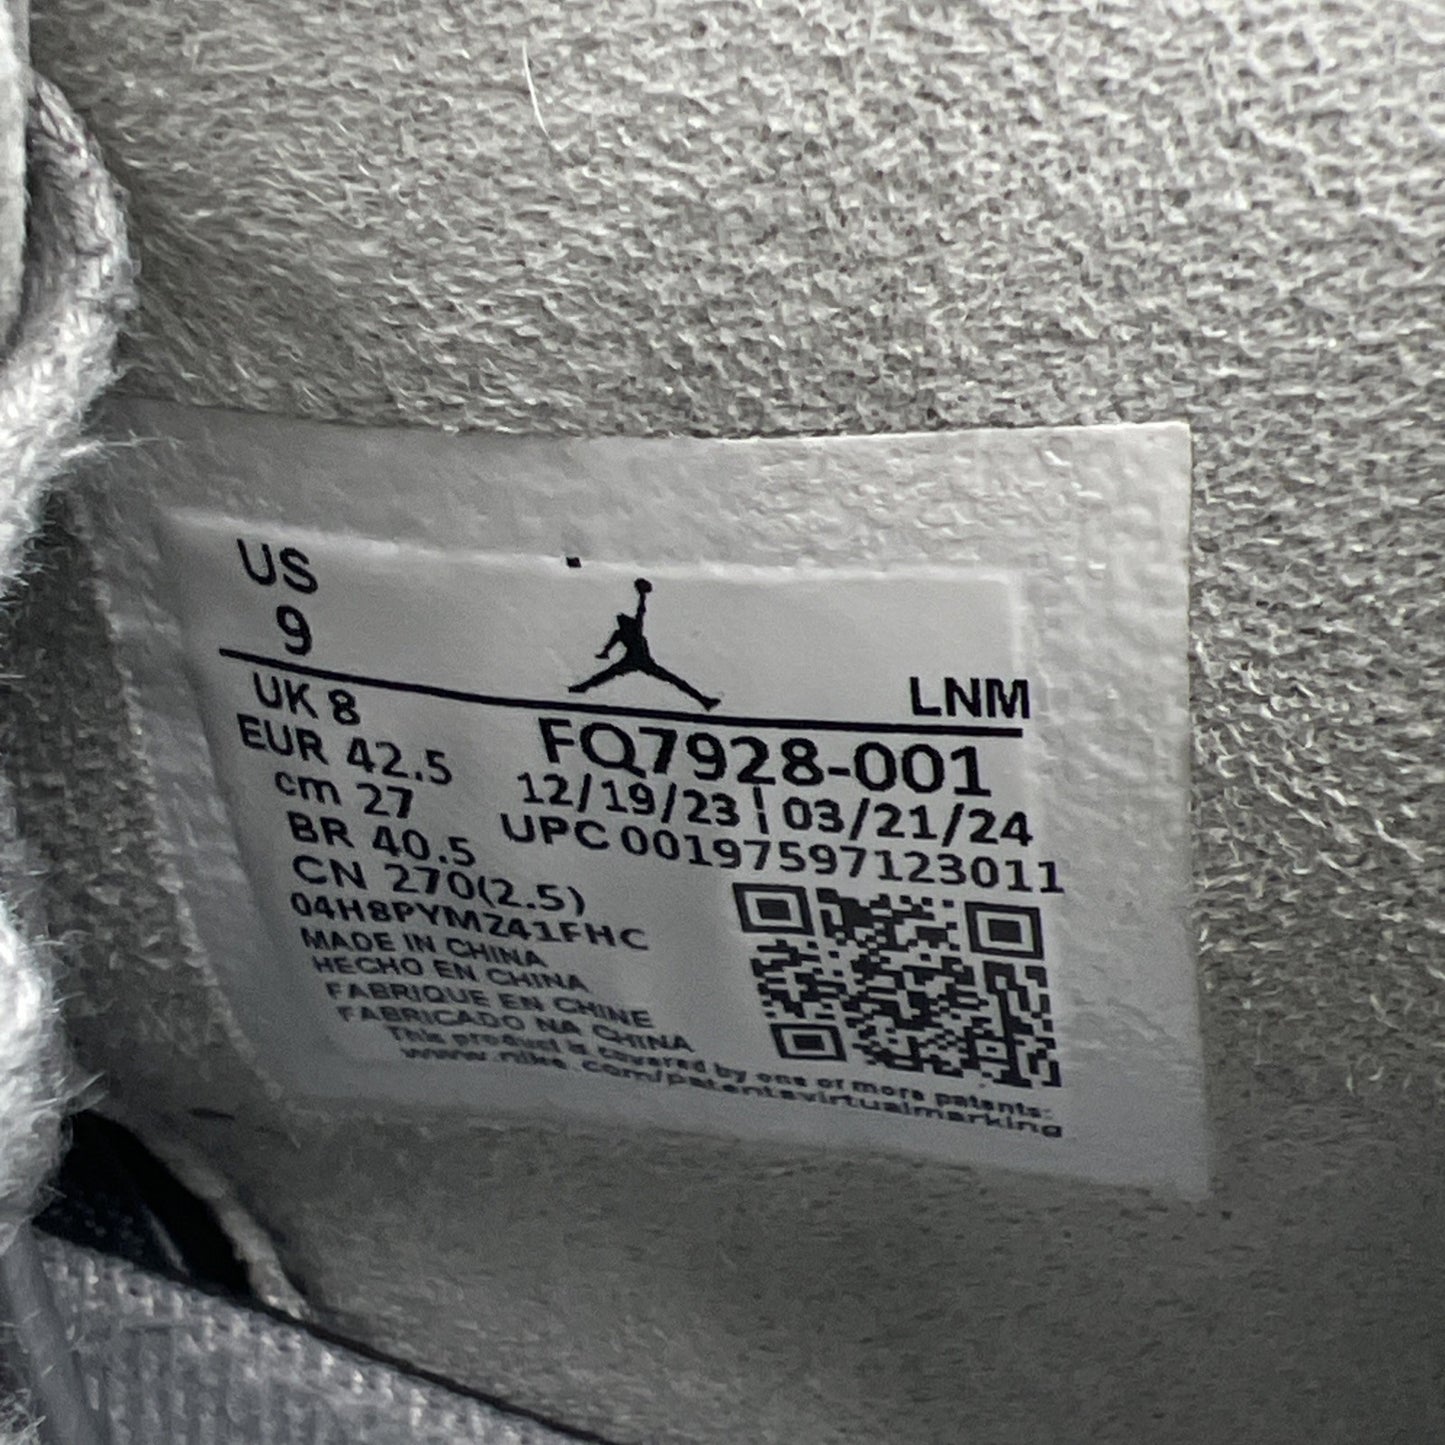 US
9
LNM
UK 8
EUR 42.5
cm 27
BR 40.5
CN 270(2.5)
FQ7928-001
12/19/23 ¦ 03/21/24
UPC 00197597123011
04H8PYMZ41FHC
MADE IN CHINA
HECHO EN CHINA
FABRIQUE EN CHINE
FABRICADO NA CHINA
This product is covered by one or more patents:
www.nike.com/patentsvirtualmarking